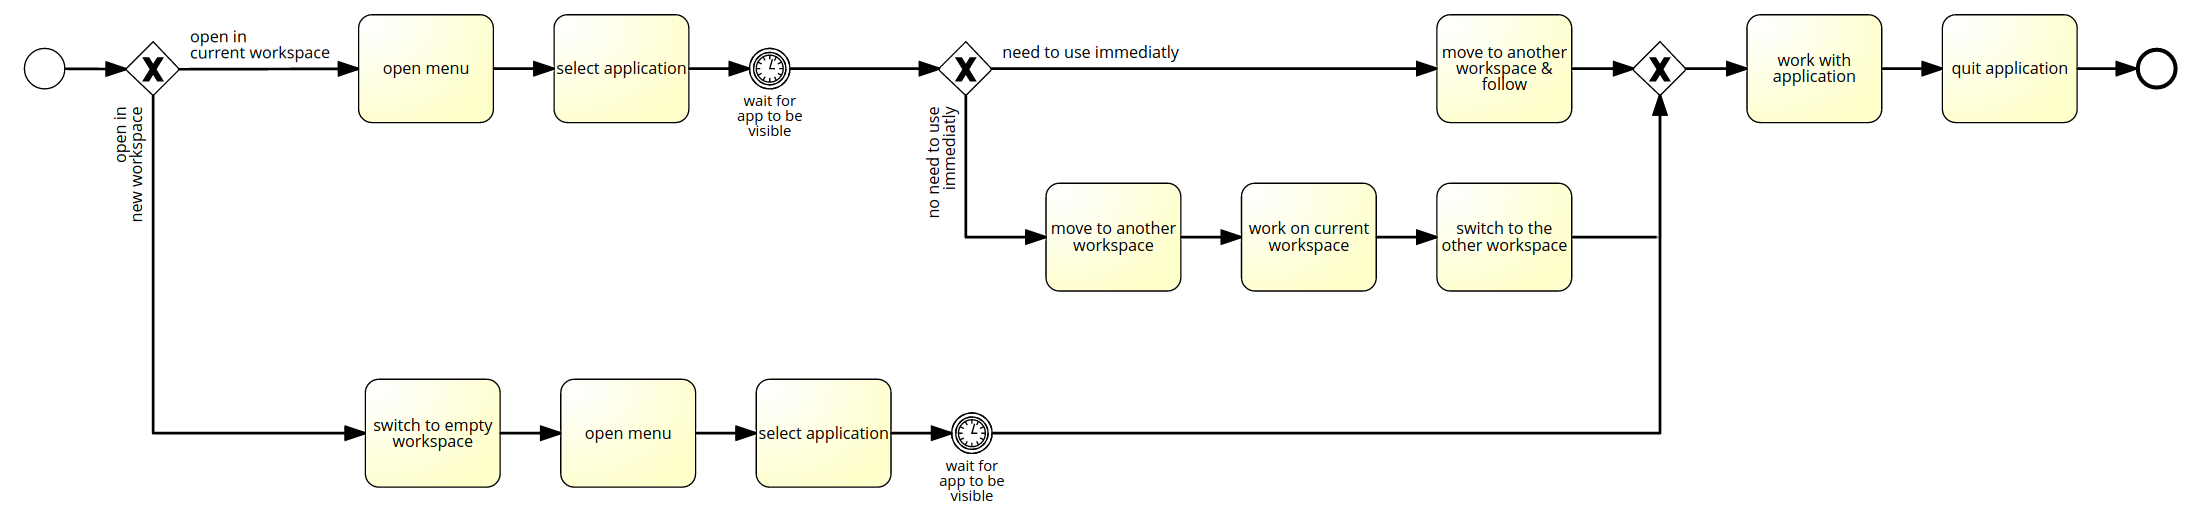 open in
current workspace
open menu
select application
wait for
app to be
visible
need to use immediatly
move to another
workspace &
follow
work with
application
quit application
open in
new workspace
no need to use
immediatly
move to another
workspace
work on current
workspace
switch to the
other workspace
switch to empty
workspace
open menu
select application
wait for
app to be
visible